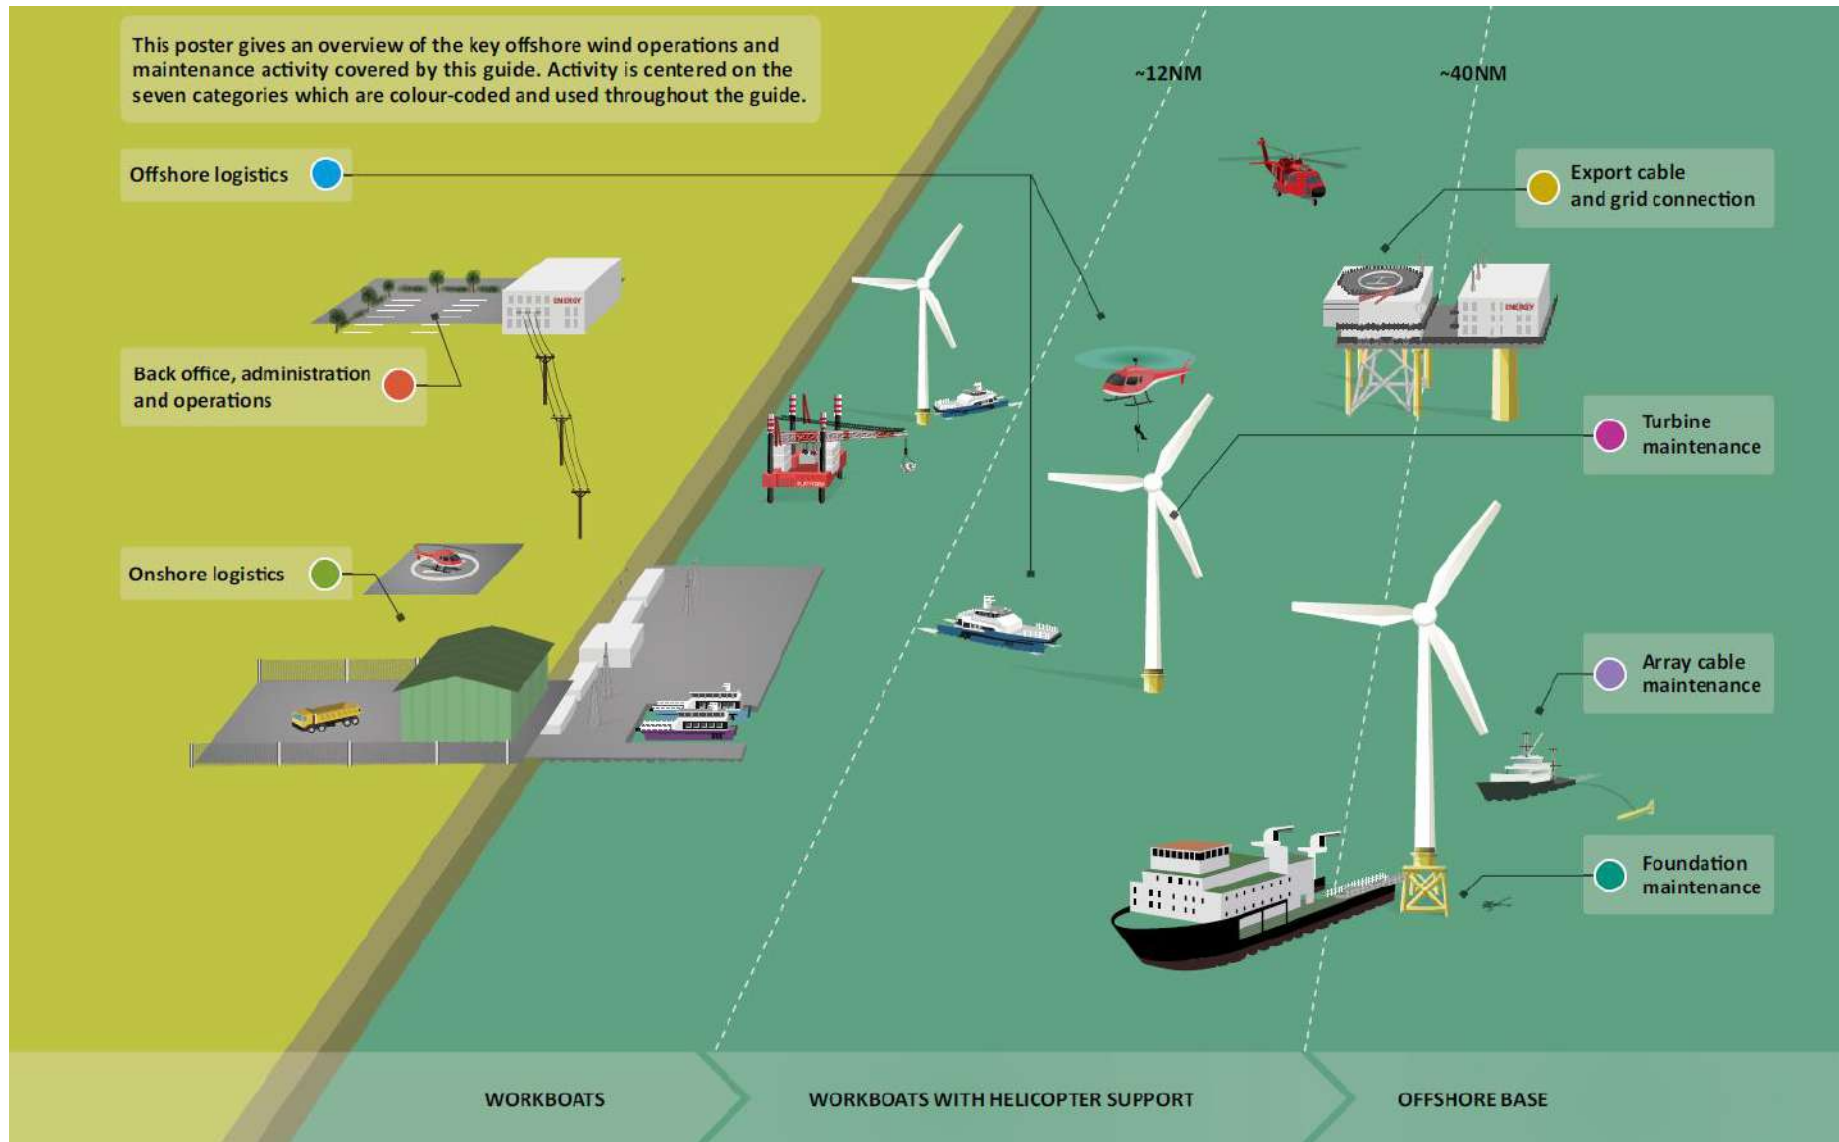 This poster gives an overview of the key offshore wind operations and
maintenance activity covered by this guide. Activity is centered on the
seven categories which are colour-coded and used throughout the guide.
~12NM
~40NM
Offshore logistics
Export cable
and grid connection
ENERGY
ENERGY
Back office, administration
and operations
Turbine
maintenance
PLATFORM
Onshore logistics
Array cable
maintenance
Foundation
maintenance
WORKBOATS
WORKBOATS WITH HELICOPTER SUPPORT
OFFSHORE BASE